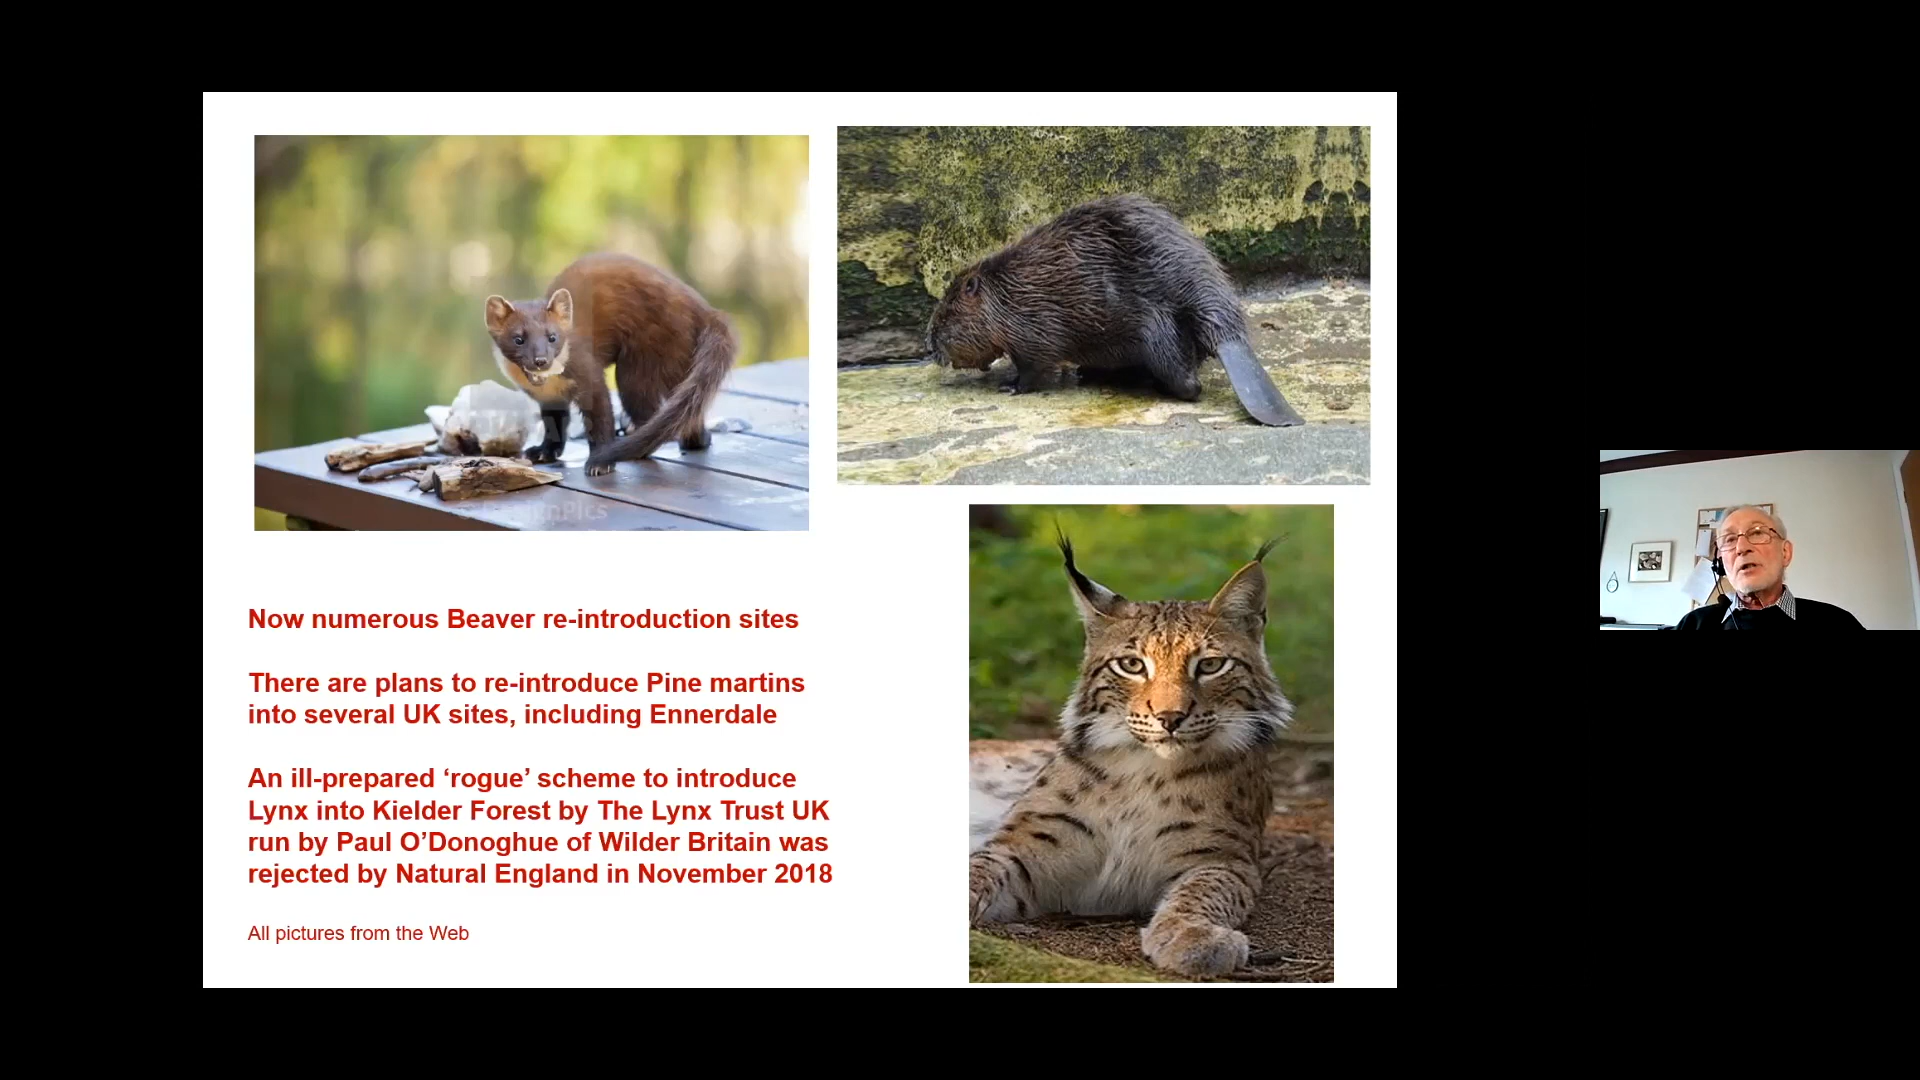 Now numerous Beaver re-introduction sites
There are plans to re-introduce Pine martins
into several UK sites, including Ennerdale
An ill-prepared ‘rogue’ scheme to introduce
Lynx into Kielder Forest by The Lynx Trust UK
run by Paul O’Donoghue of Wilder Britain was
rejected by Natural England in November 2018
All pictures from the Web